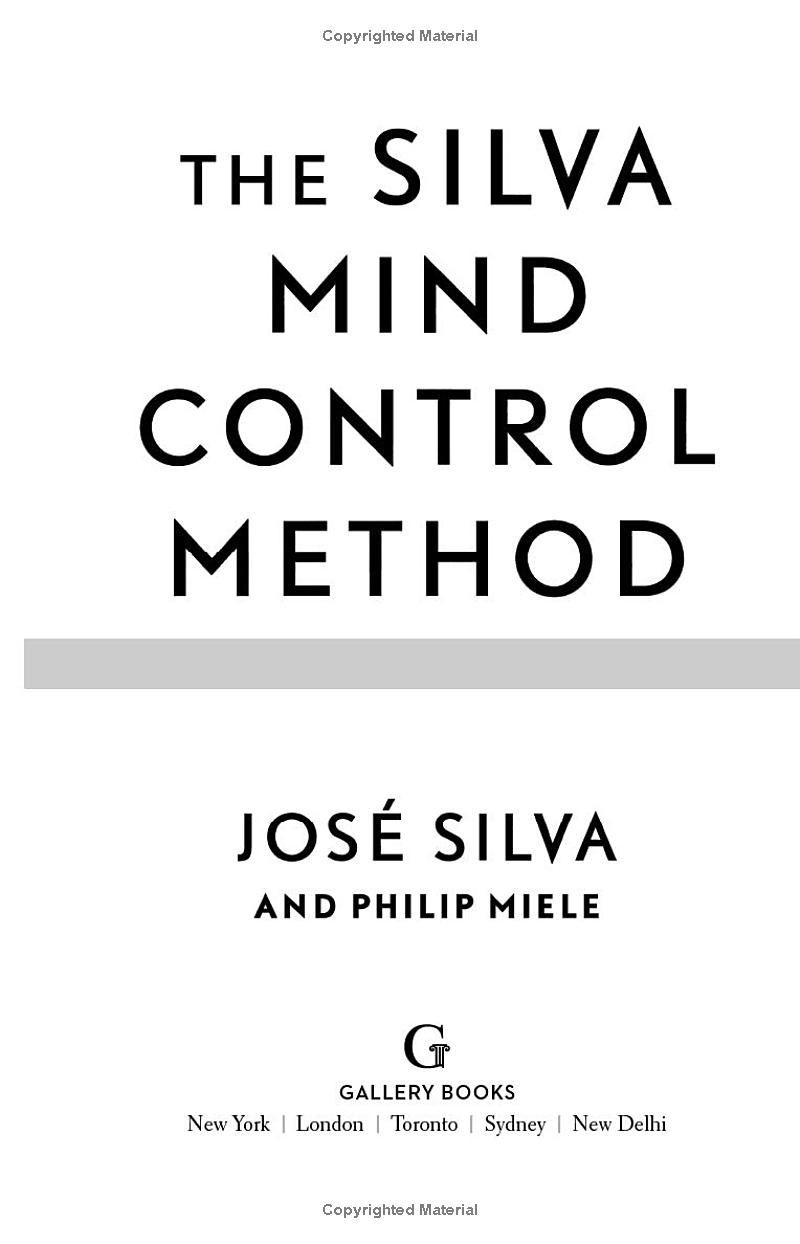 Copyrighted Material
THE SILVA
MIND
CONTROL
METHOD
JOSÉ SILVA
AND PHILIP MIELE
G
GALLERY BOOKS
New York | London | Toronto | Sydney | New Delhi
Copyrighted Material